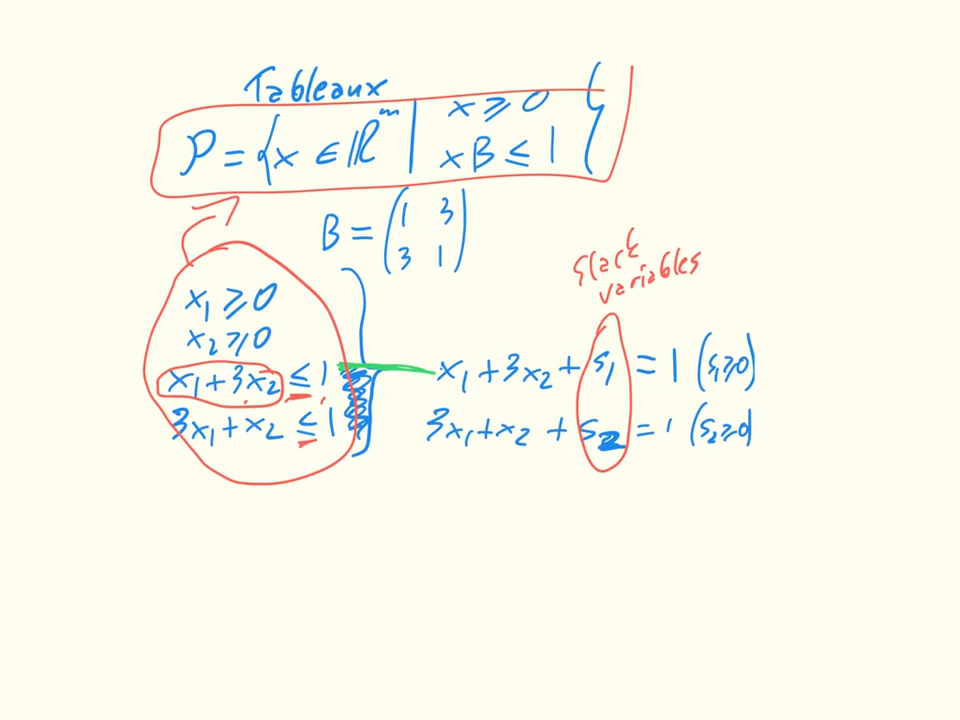 Tableaux
P = {x ∈ ℝᵐ | x ≥ 0
xB ≤ 1 }
B = (1 3
3 1)
slack
variables
x₁ ≥ 0
x₂ ≥ 0
x₁ + 3x₂ ≤ 1
x₁ + 3x₂ + s₁ = 1 (s₁ ≥ 0)
3x₁ + x₂ ≤ 1
3x₁ + x₂ + s₂ = 1 (s₂ ≥ 0)